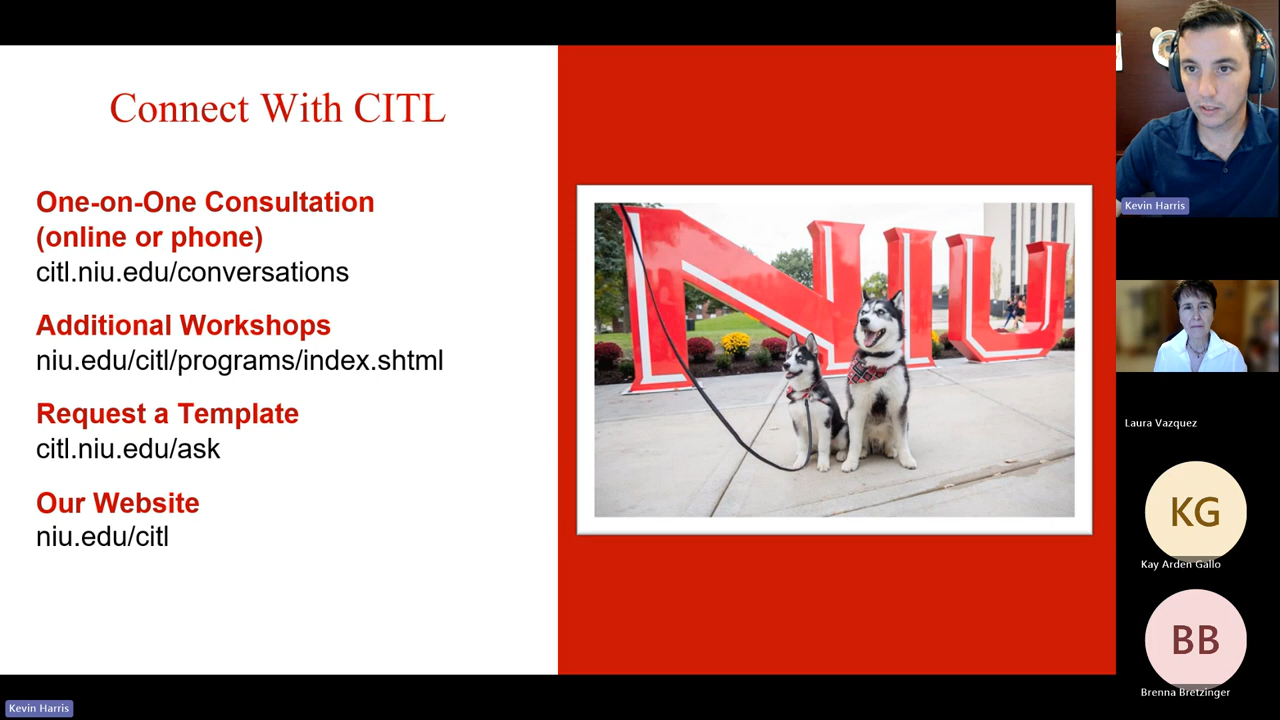 Connect With CITL
One-on-One Consultation
(online or phone)
citl.niu.edu/conversations
Additional Workshops
niu.edu/citl/programs/index.shtml
Request a Template
citl.niu.edu/ask
Our Website
niu.edu/citl
NIU
Kevin Harris
Laura Vazquez
KG
Kay Arden Gallo
BB
Brenna Bretzinger
Kevin Harris